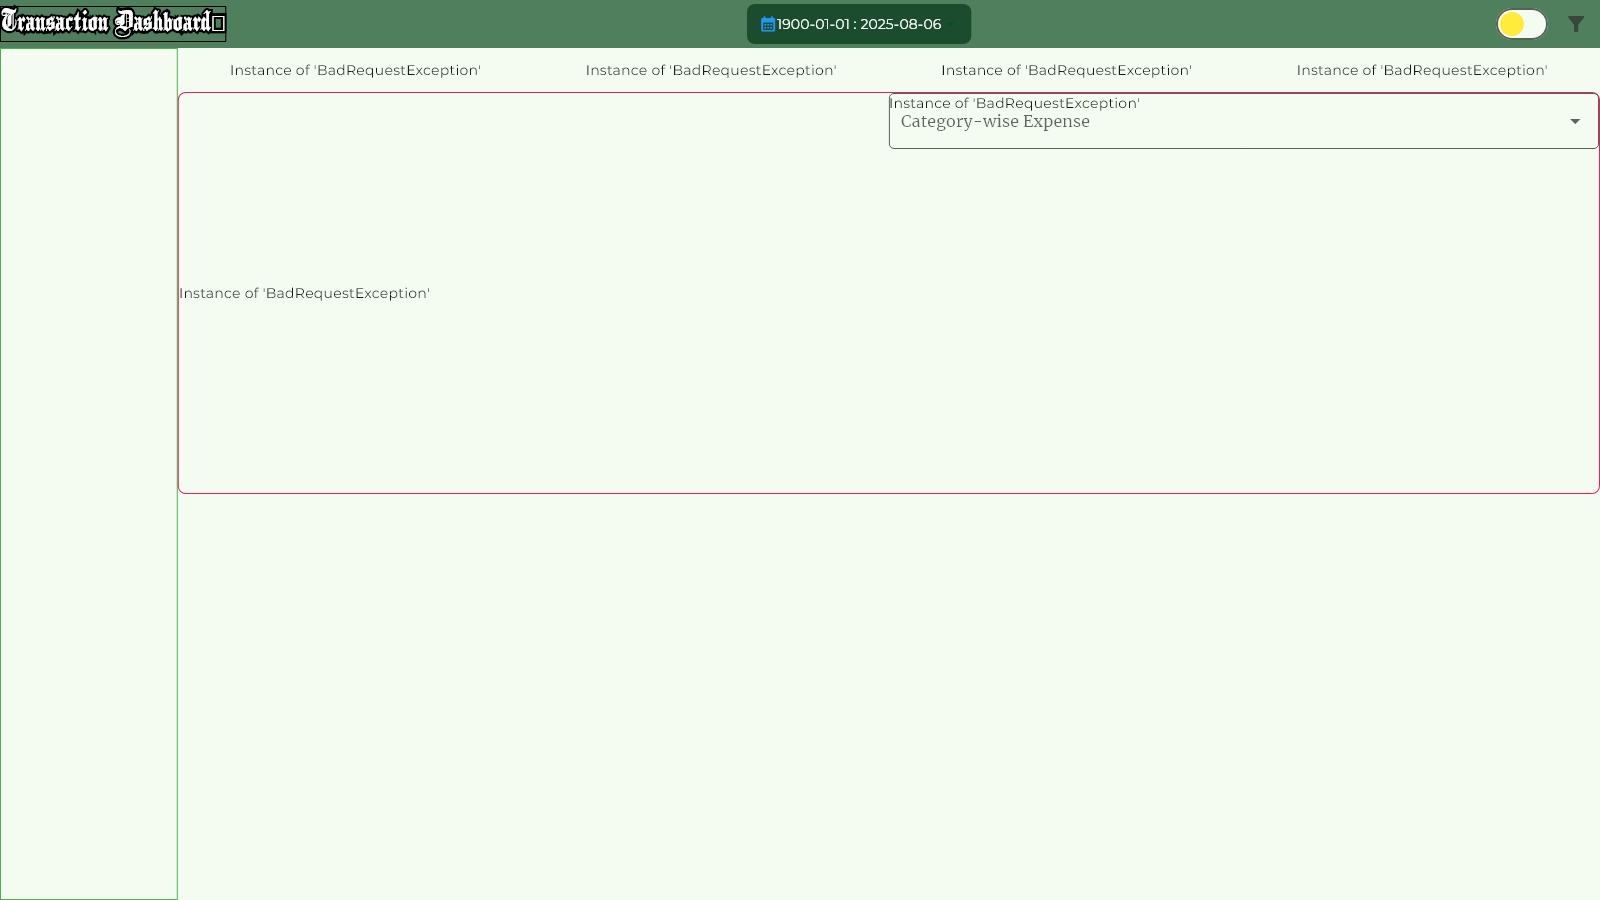 Transaction Dashboard
1900-01-01 : 2025-08-06
Instance of 'BadRequestException'
Instance of 'BadRequestException'
Instance of 'BadRequestException'
Instance of 'BadRequestException'
Instance of 'BadRequestException'
Category-wise Expense
Instance of 'BadRequestException'